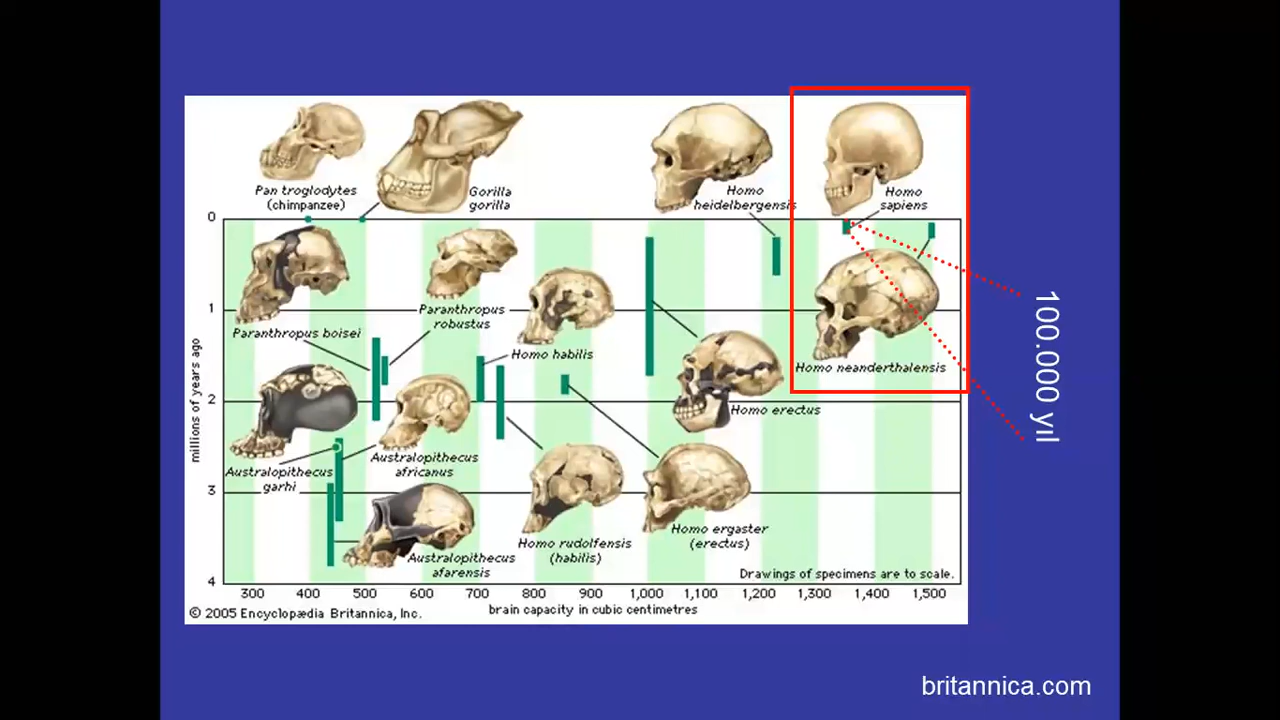 Pan troglodytes
(chimpanzee)
Gorilla
gorilla
Homo
heidelbergensis
Homo
sapiens
0
Paranthropus boisei
Paranthropus
robustus
Homo habilis
1
Homo neanderthalensis
100.000 yıl
millions of years ago
2
Homo erectus
Australopithecus
garhi
Australopithecus
africanus
3
Homo rudolfensis
(habilis)
Homo ergaster
(erectus)
Australopithecus
afarensis
Drawings of specimens are to scale.
4
300 400 500 600 700 800 900 1,000 1,100 1,200 1,300 1,400 1,500
brain capacity in cubic centimetres
© 2005 Encyclopædia Britannica, Inc.
britannica.com